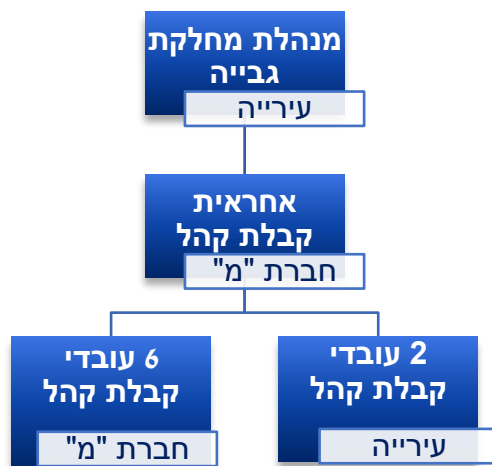 מנהלת מחלקת
גבייה
עירייה
אחראית
קבלת קהל
חברת "מ"
2 עובדי
קבלת קהל
עירייה
6 עובדי
קבלת קהל
חברת "מ"